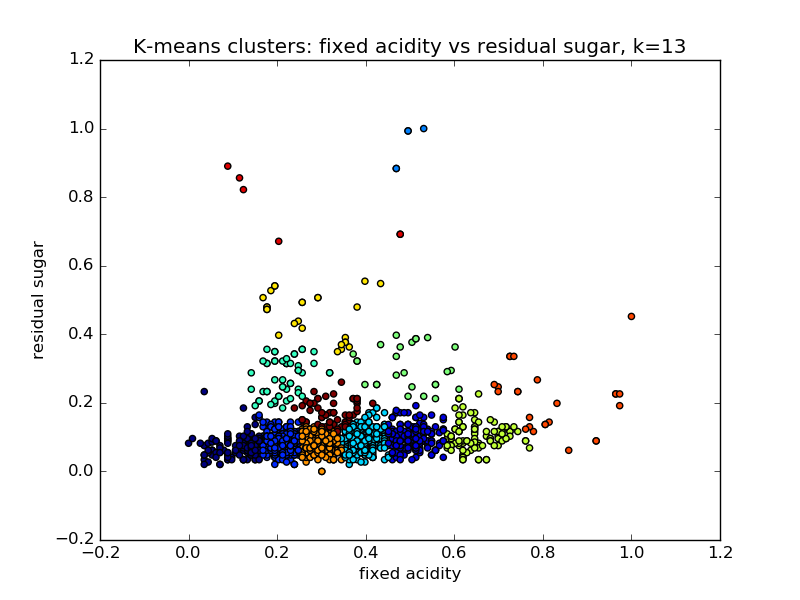 K-means clusters: fixed acidity vs residual sugar, k=13
1.2
1.0
0.8
0.6
0.4
0.2
0.0
−0.2
residual sugar
−0.2 0.0 0.2 0.4 0.6 0.8 1.0 1.2
fixed acidity